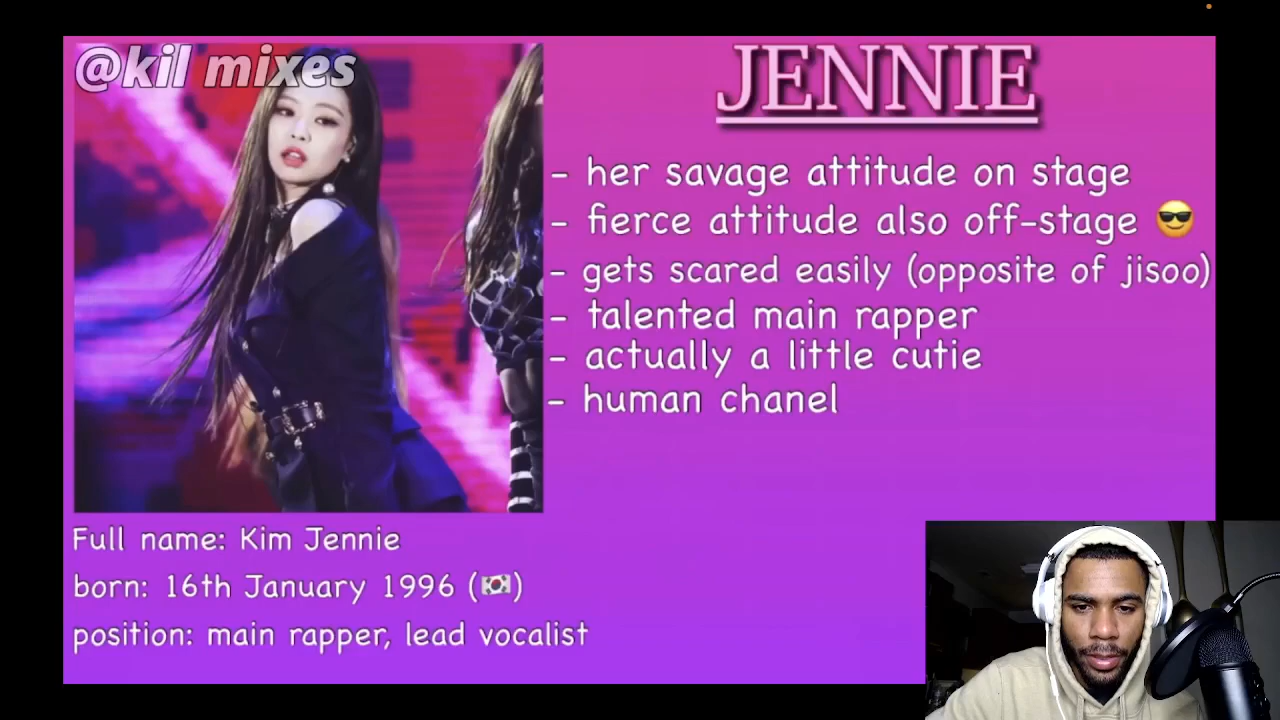 @kil mixes
JENNIE
- her savage attitude on stage
- fierce attitude also off-stage 😎
- gets scared easily (opposite of jisoo)
- talented main rapper
- actually a little cutie
- human chanel
Full name: Kim Jennie
born: 16th January 1996 (🇰🇷)
position: main rapper, lead vocalist